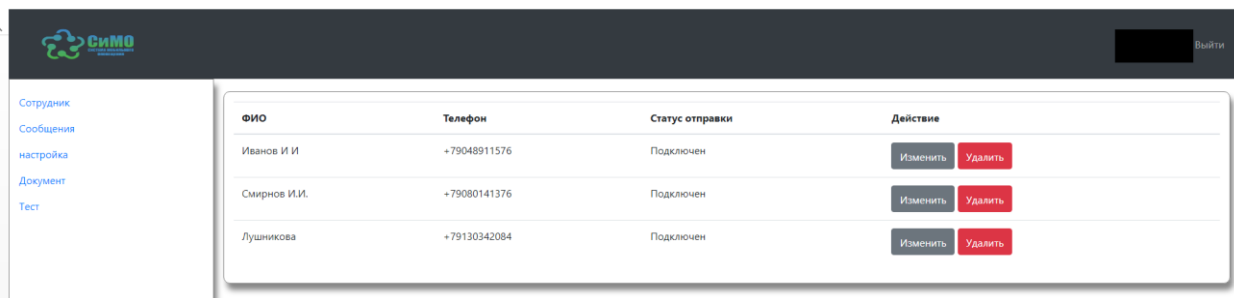 СиМО
Выйти
Сотрудник
Сообщения
настройка
Документ
Тест
ФИО Телефон Статус отправки Действие
Иванов И И +79048911576 Подключен Изменить Удалить
Смирнов И.И. +79080141376 Подключен Изменить Удалить
Лушникова +79130342084 Подключен Изменить Удалить